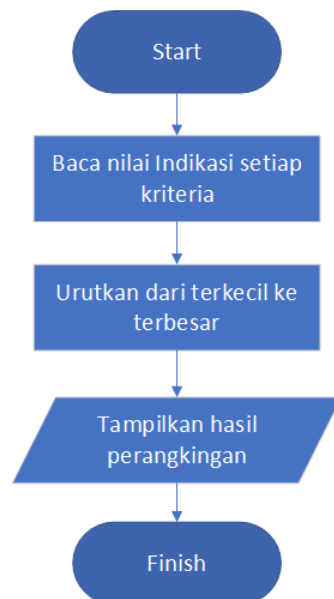 Start
Baca nilai Indikasi setiap
kriteria
Urutkan dari terkecil ke
terbesar
Tampilkan hasil
perangkingan
Finish